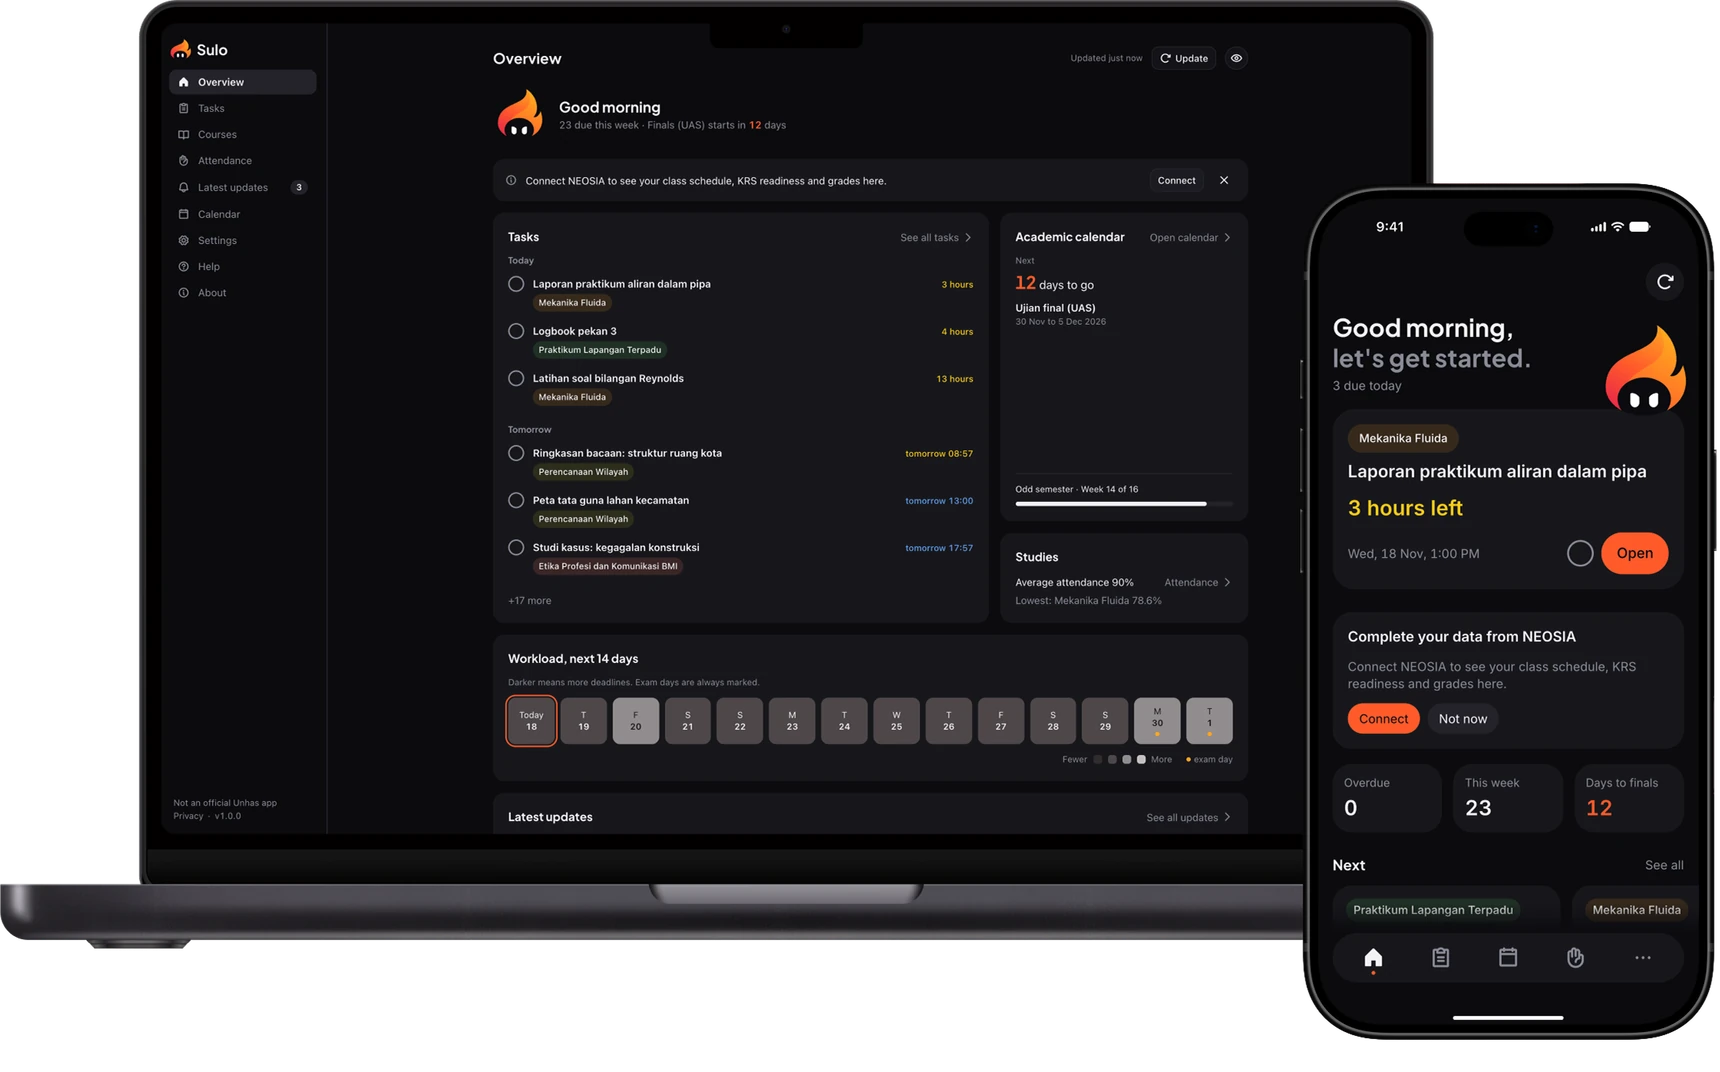 Sulo
Overview
Tasks
Courses
Attendance
Latest updates 3
Calendar
Settings
Help
About
Not an official Unhas app
Privacy · v1.0.0
Overview
Updated just now
Update
Good morning
23 due this week · Finals (UAS) starts in 12 days
Connect NEOSIA to see your class schedule, KRS readiness and grades here.
Connect
Tasks
See all tasks
Today
Laporan praktikum aliran dalam pipa
3 hours
Mekanika Fluida
Logbook pekan 3
4 hours
Praktikum Lapangan Terpadu
Latihan soal bilangan Reynolds
13 hours
Mekanika Fluida
Tomorrow
Ringkasan bacaan: struktur ruang kota
tomorrow 08:57
Perencanaan Wilayah
Peta tata guna lahan kecamatan
tomorrow 13:00
Perencanaan Wilayah
Studi kasus: kegagalan konstruksi
tomorrow 17:57
Etika Profesi dan Komunikasi BMI
+17 more
Academic calendar
Open calendar
Next
12 days to go
Ujian final (UAS)
30 Nov to 5 Dec 2026
Odd semester · Week 14 of 16
Studies
Average attendance 90%
Attendance
Lowest: Mekanika Fluida 78.6%
Workload, next 14 days
Darker means more deadlines. Exam days are always marked.
Today T F S S M T W T F S S M T
18 19 20 21 22 23 24 25 26 27 28 29 30 1
Fewer
More
exam day
Latest updates
See all updates
9:41
Good morning,
let's get started.
3 due today
Mekanika Fluida
Laporan praktikum aliran dalam pipa
3 hours left
Wed, 18 Nov, 1:00 PM
Open
Complete your data from NEOSIA
Connect NEOSIA to see your class schedule, KRS
readiness and grades here.
Connect
Not now
Overdue
0
This week
23
Days to finals
12
Next
See all
Praktikum Lapangan Terpadu
Mekanika Fluida